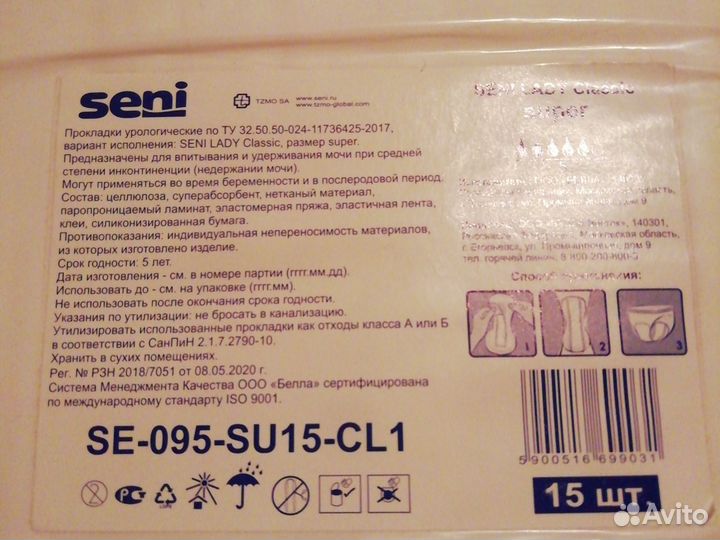 seni
TZMO SA
www.seni.ru
www.tzmo-global.com
Прокладки урологические по ТУ 32.50.50-024-11736425-2017,
вариант исполнения: SENI LADY Classic, размер super.
Предназначены для впитывания и удерживания мочи при средней
степени инконтиненции (недержании мочи).
Могут применяться во время беременности и в послеродовой период.
Состав: целлюлоза, суперабсорбент, нетканый материал,
паропроницаемый ламинат, эластомерная пряжа, эластичная лента,
клеи, силиконизированная бумага.
Противопоказания: индивидуальная непереносимость материалов,
из которых изготовлено изделие.
Срок годности: 5 лет.
Дата изготовления - см. в номере партии (гггг.мм.дд).
Использовать до - см. на упаковке (гггг.мм).
Не использовать после окончания срока годности.
Указания по утилизации: не бросать в канализацию.
Утилизировать использованные прокладки как отходы класса А или Б
в соответствии с СанПиН 2.1.7.2790-10.
Хранить в сухих помещениях.
Рег. № РЗН 2018/7051 от 08.05.2020 г.
Система Менеджмента Качества ООО «Белла» сертифицирована
по международному стандарту ISO 9001.
SE-095-SU15-CL1
SENI LADY Classic
super
140301,
Московская область,
г. Егорьевск, ул. Промышленная, дом 9
тел. горячей линии, 8 800 200-800-
Способ применения:
1
2
3
5900516 699031
15 шт.
Avito